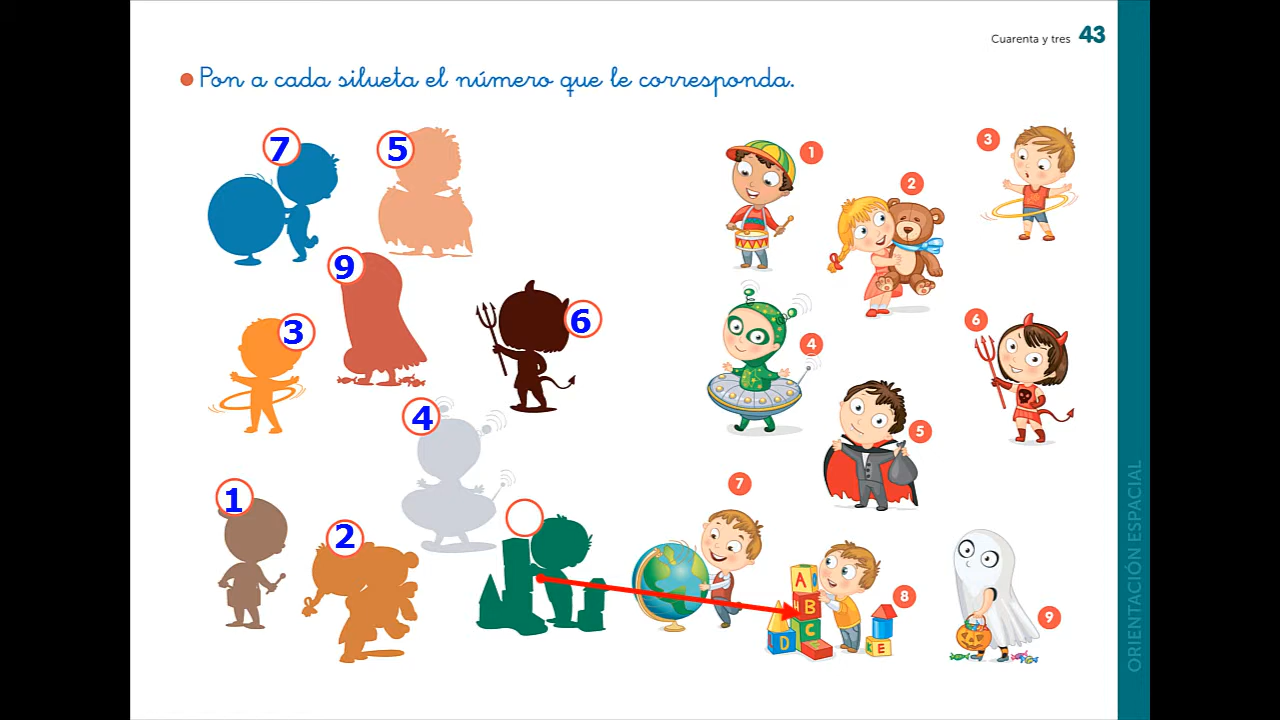 Cuarenta y tres 43
Pon a cada silueta el número que le corresponda.
7
5
9
3
6
4
1
2
1
2
3
4
5
6
7
8
9
A
B
C
D
E
ORIENTACIÓN ESPACIAL